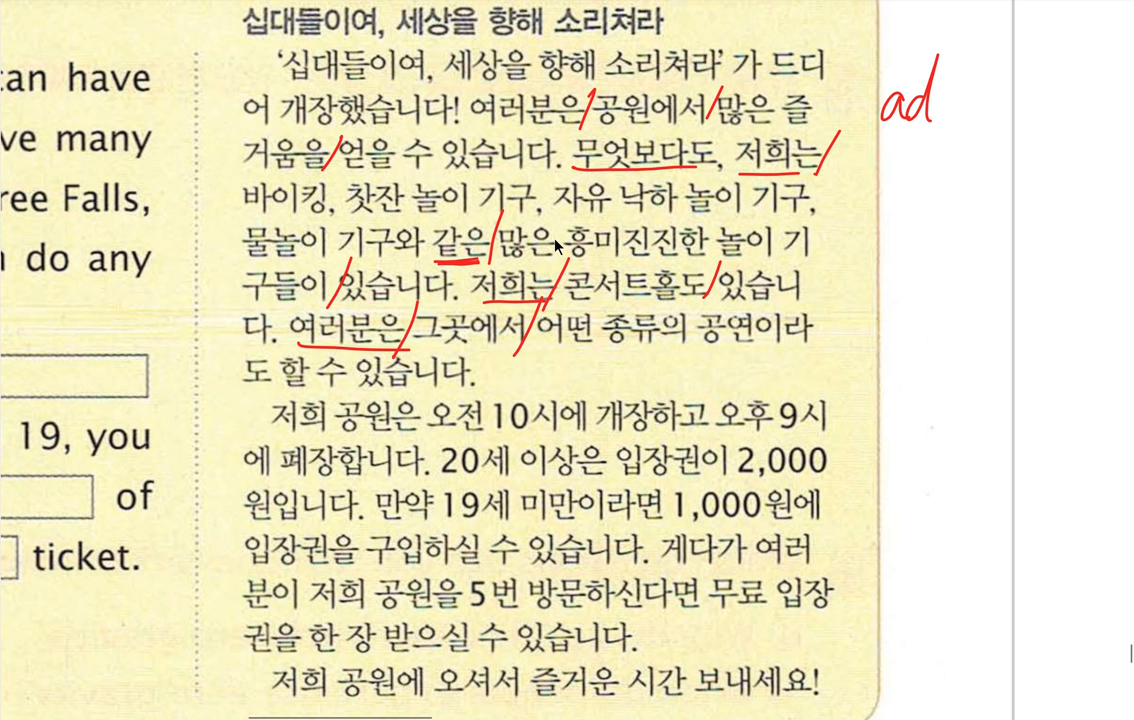 십대들이여, 세상을 향해 소리쳐라
'십대들이여, 세상을 향해 소리쳐라' 가 드디
어 개장했습니다! 여러분은 공원에서 많은 즐
거움을 얻을 수 있습니다. 무엇보다도, 저희는
바이킹, 찻잔 놀이 기구, 자유 낙하 놀이 기구,
물놀이 기구와 같은 많은 흥미진진한 놀이 기
구들이 있습니다. 저희는 콘서트홀도 있습니
다. 여러분은 그곳에서 어떤 종류의 공연이라
도 할 수 있습니다.
저희 공원은 오전 10시에 개장하고 오후 9시
에 폐장합니다. 20세 이상은 입장권이 2,000
원입니다. 만약 19세 미만이라면 1,000원에
입장권을 구입하실 수 있습니다. 게다가 여러
분이 저희 공원을 5번 방문하신다면 무료 입장
권을 한 장 받으실 수 있습니다.
저희 공원에 오셔서 즐거운 시간 보내세요!
can have
ve many
ree Falls,
do any
19, you
of
ticket.
ad